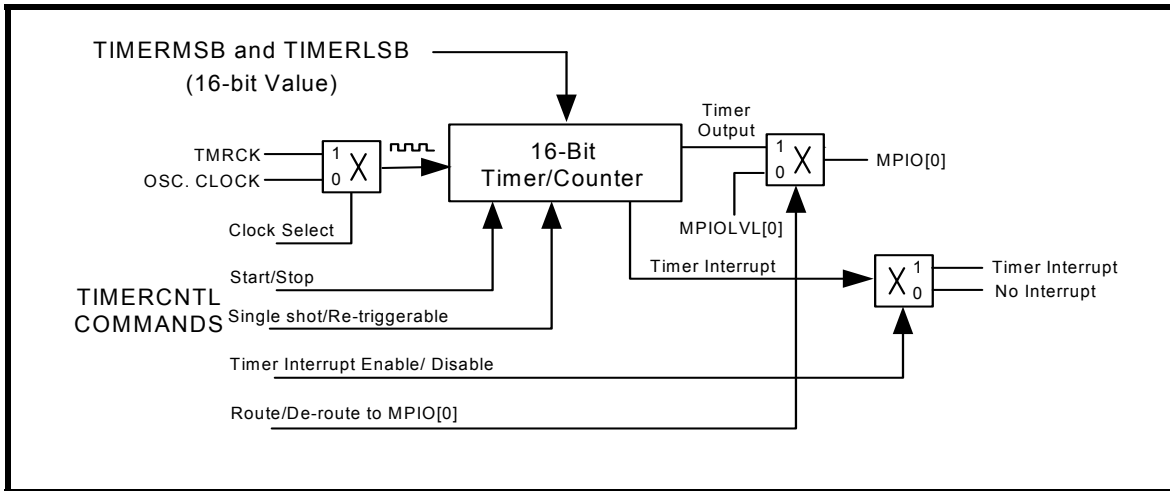 TIMERMSB and TIMERLSB
(16-bit Value)
Timer
Output
TMRCK
OSC. CLOCK
1
0
X
16-Bit
Timer/Counter
1
0
X
MPIO[0]
Clock Select
MPIOLVL[0]
Start/Stop
Timer Interrupt
X
1
0
Timer Interrupt
No Interrupt
TIMERCNTL
COMMANDS
Single shot/Re-triggerable
Timer Interrupt Enable/ Disable
Route/De-route to MPIO[0]